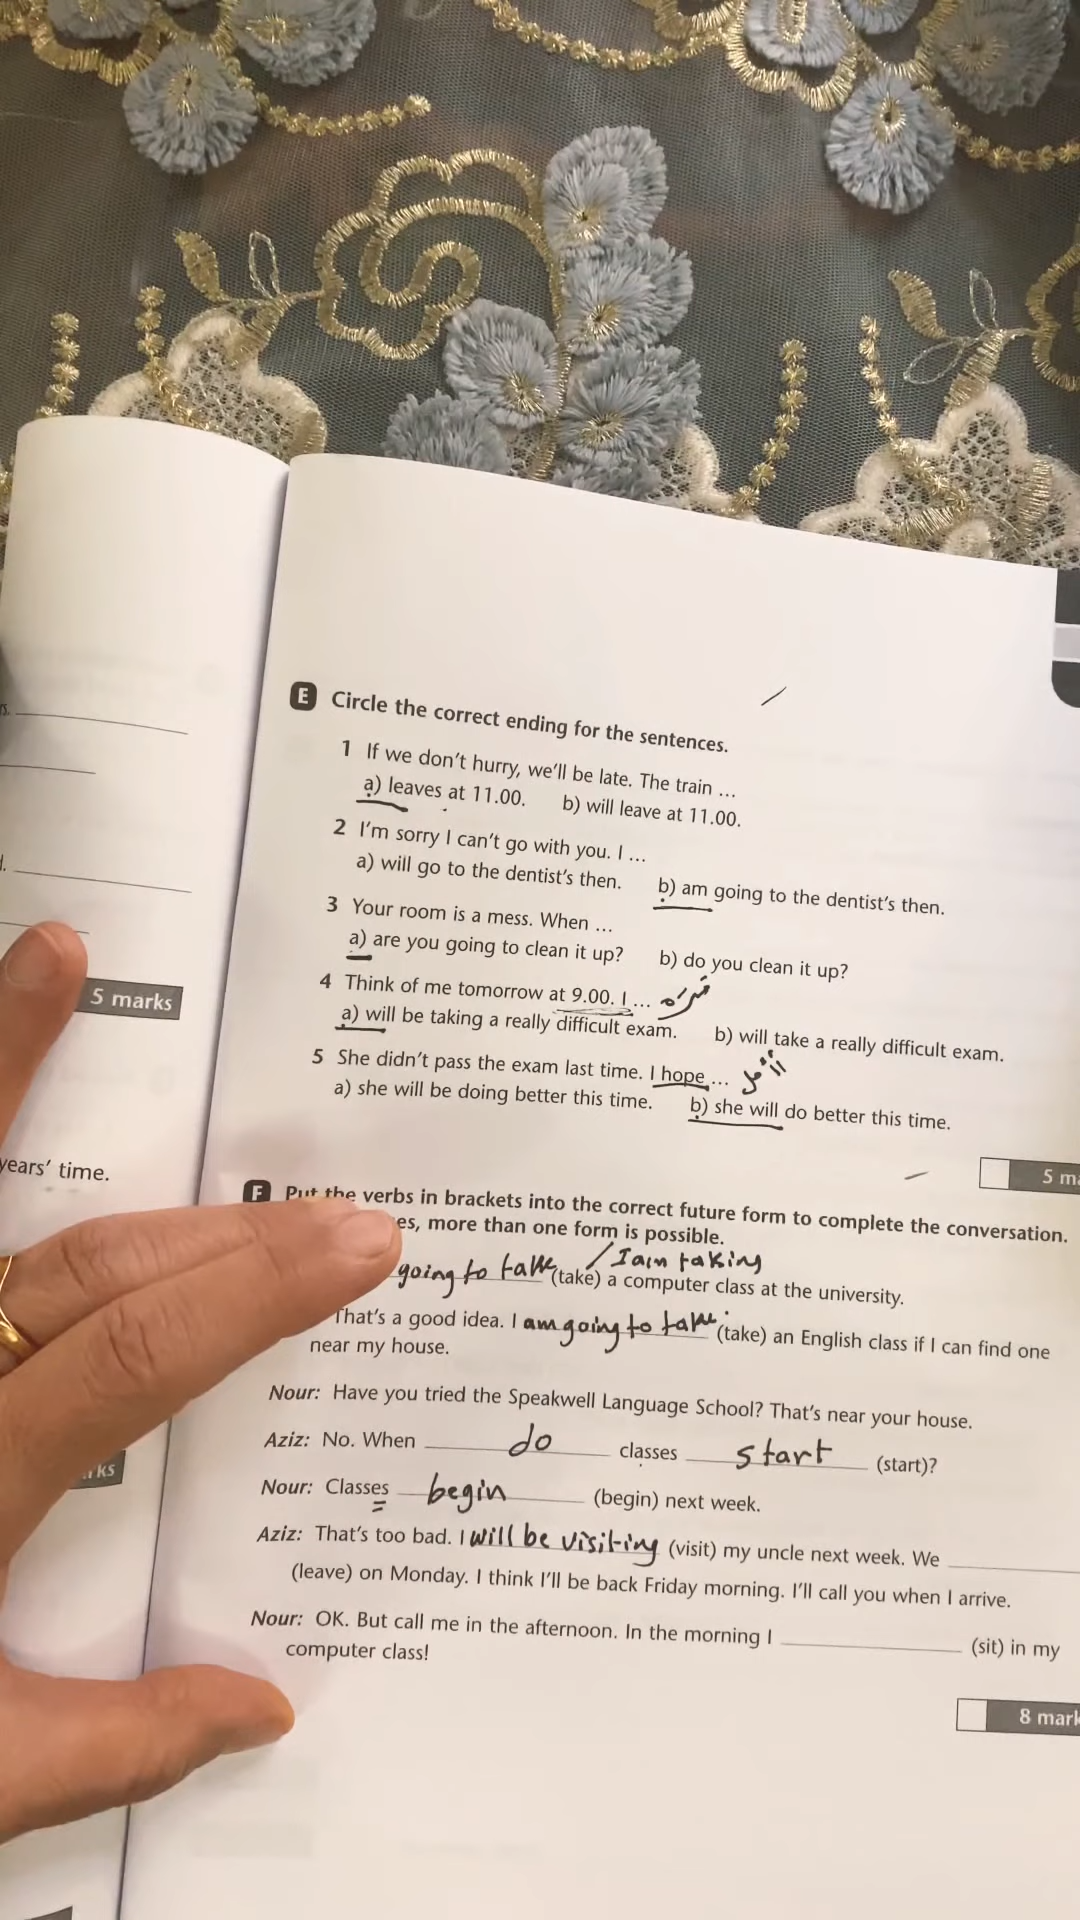 E Circle the correct ending for the sentences.
1 If we don't hurry, we'll be late. The train ...
a) leaves at 11.00. b) will leave at 11.00.
2 I'm sorry I can't go with you. I ...
a) will go to the dentist's then. b) am going to the dentist's then.
3 Your room is a mess. When ...
a) are you going to clean it up? b) do you clean it up?
4 Think of me tomorrow at 9.00. I ...
a) will be taking a really difficult exam. b) will take a really difficult exam.
5 She didn't pass the exam last time. I hope ...
a) she will be doing better this time. b) she will do better this time.
5 marks
years' time.
5 ma
F Put the verbs in brackets into the correct future form to complete the conversation.
es, more than one form is possible.
going to take / I am taking
(take) a computer class at the university.
That's a good idea. I am going to take (take) an English class if I can find one
near my house.
Nour: Have you tried the Speakwell Language School? That's near your house.
Aziz: No. When do classes start (start)?
rks
Nour: Classes begin (begin) next week.
Aziz: That's too bad. I will be visiting (visit) my uncle next week. We
(leave) on Monday. I think I'll be back Friday morning. I'll call you when I arrive.
Nour: OK. But call me in the afternoon. In the morning I (sit) in my
computer class!
8 mark